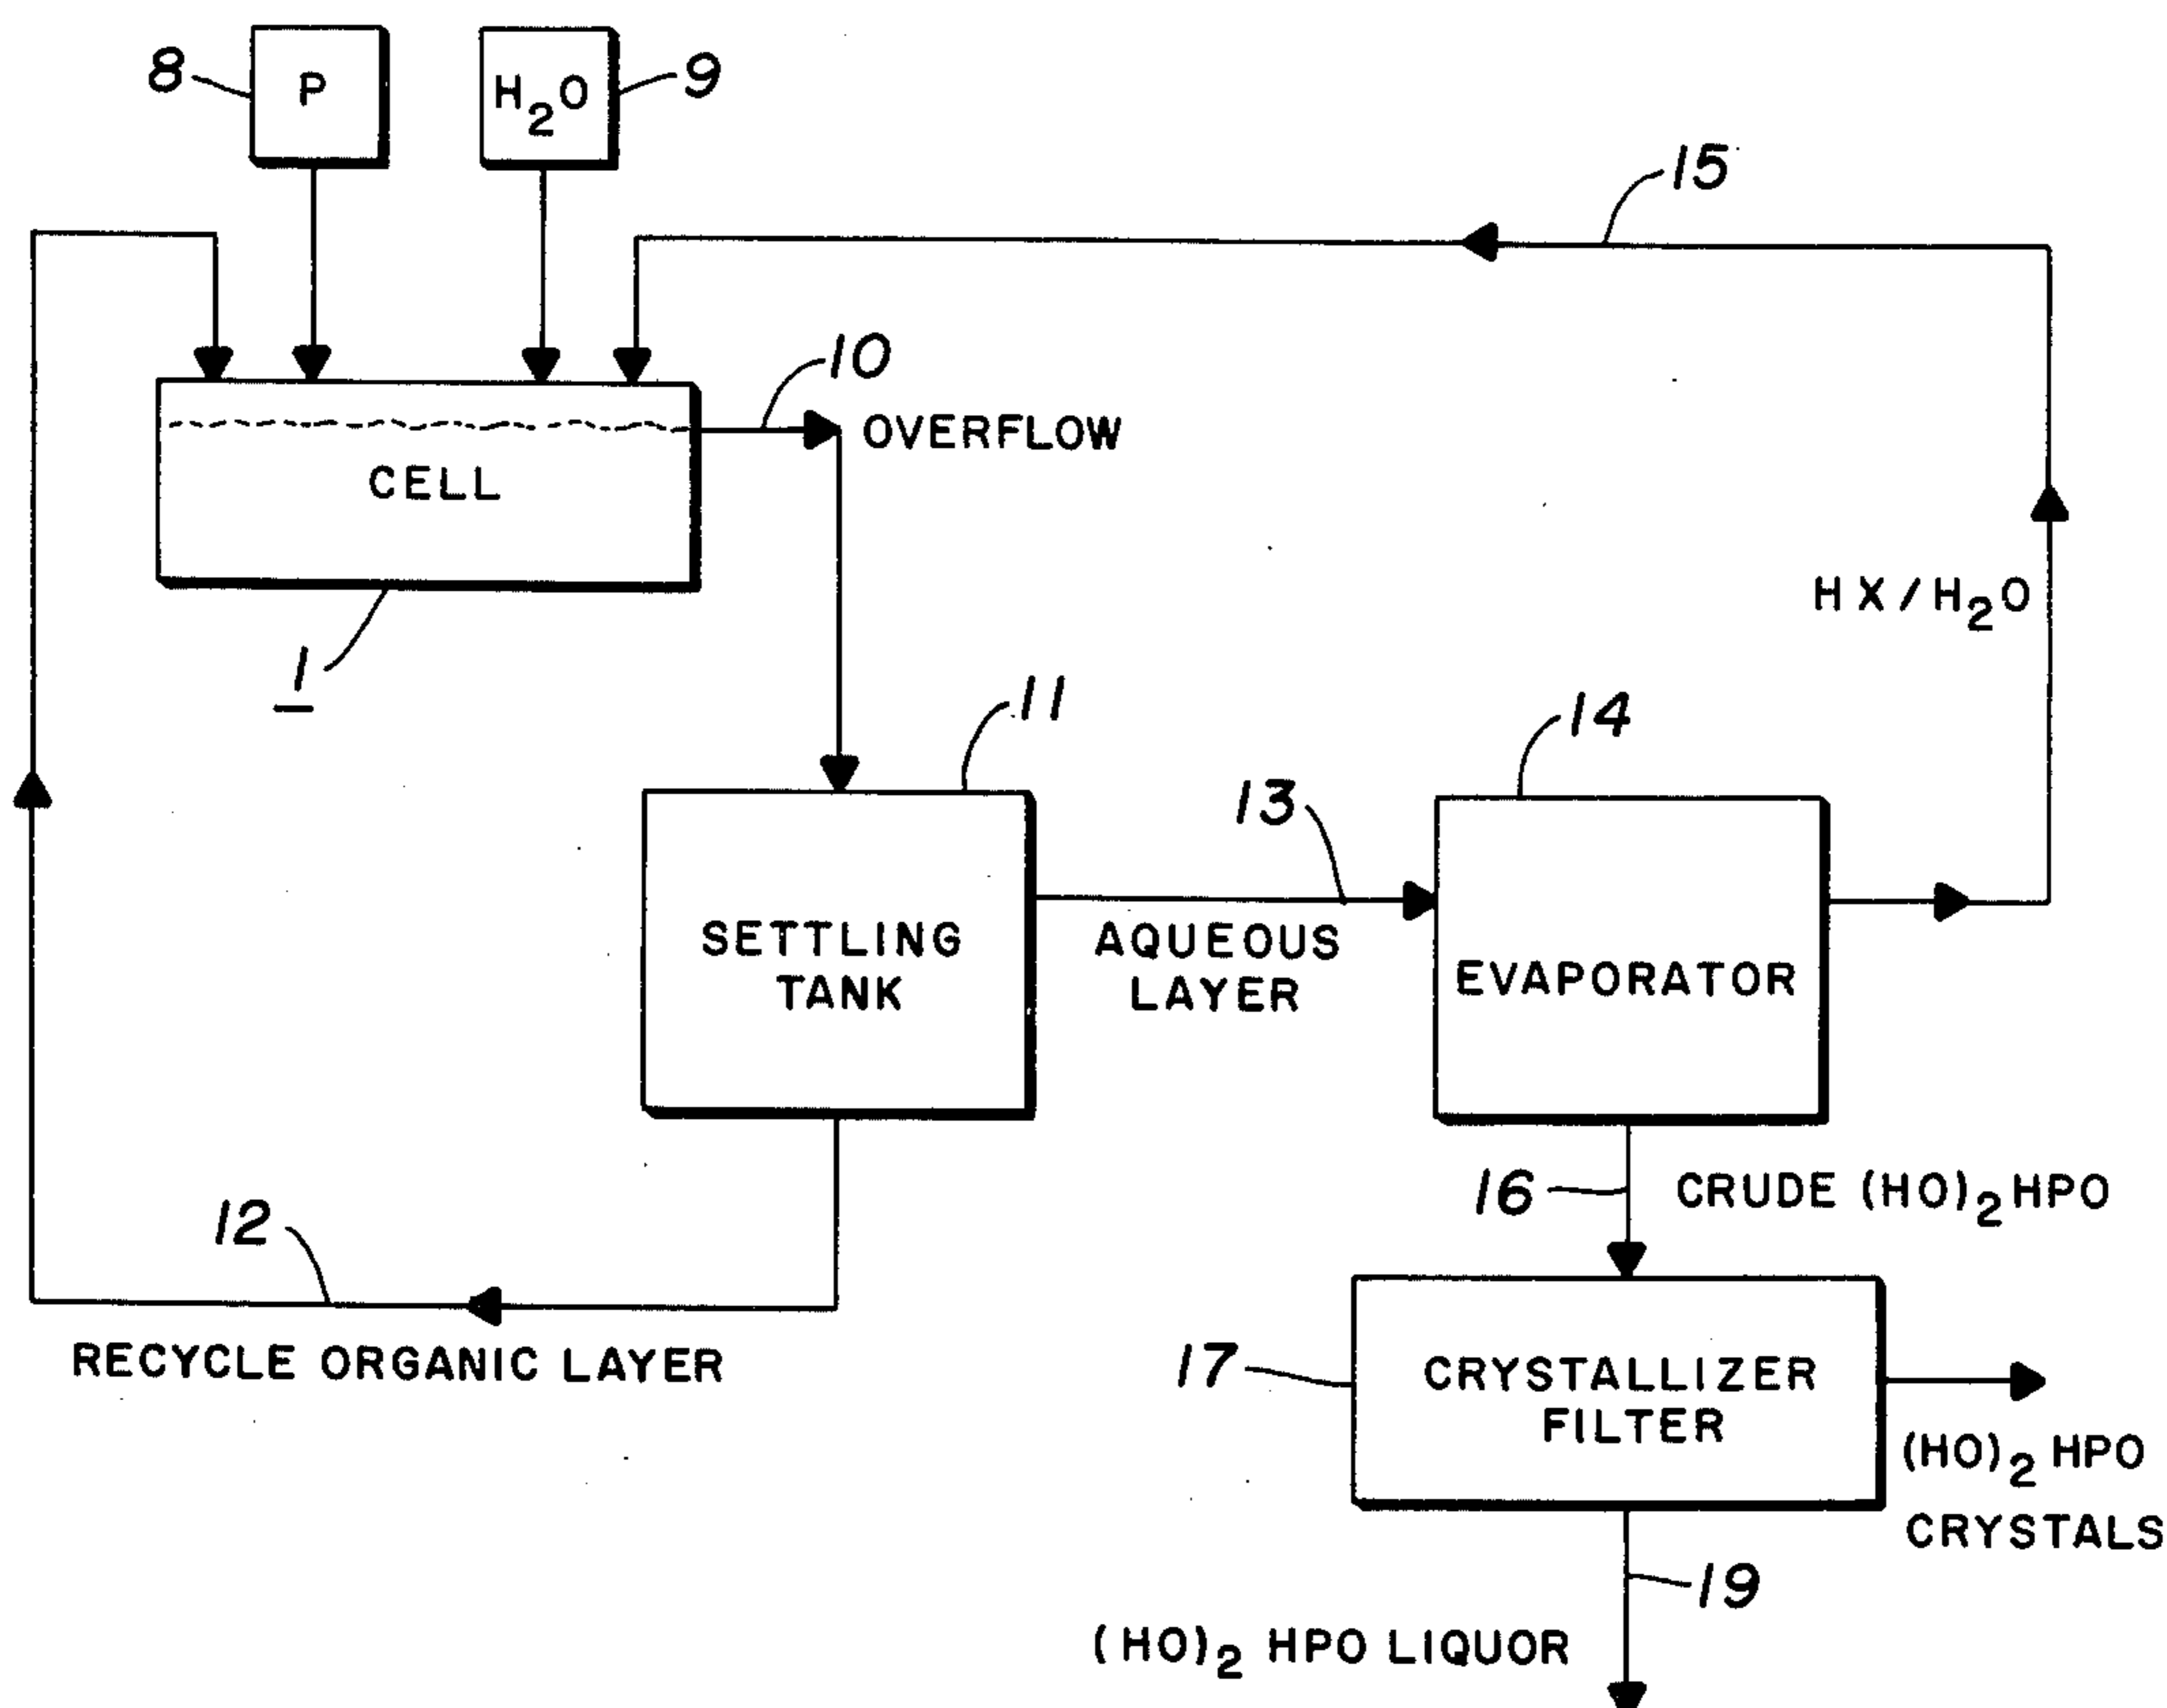 8
P
H2O
9
15
10
OVERFLOW
CELL
HX/H2O
1
11
14
13
SETTLING
TANK
AQUEOUS
LAYER
EVAPORATOR
16
CRUDE (HO)2HPO
12
RECYCLE ORGANIC LAYER
17
CRYSTALLIZER
FILTER
(HO)2 HPO
CRYSTALS
19
(HO)2 HPO LIQUOR